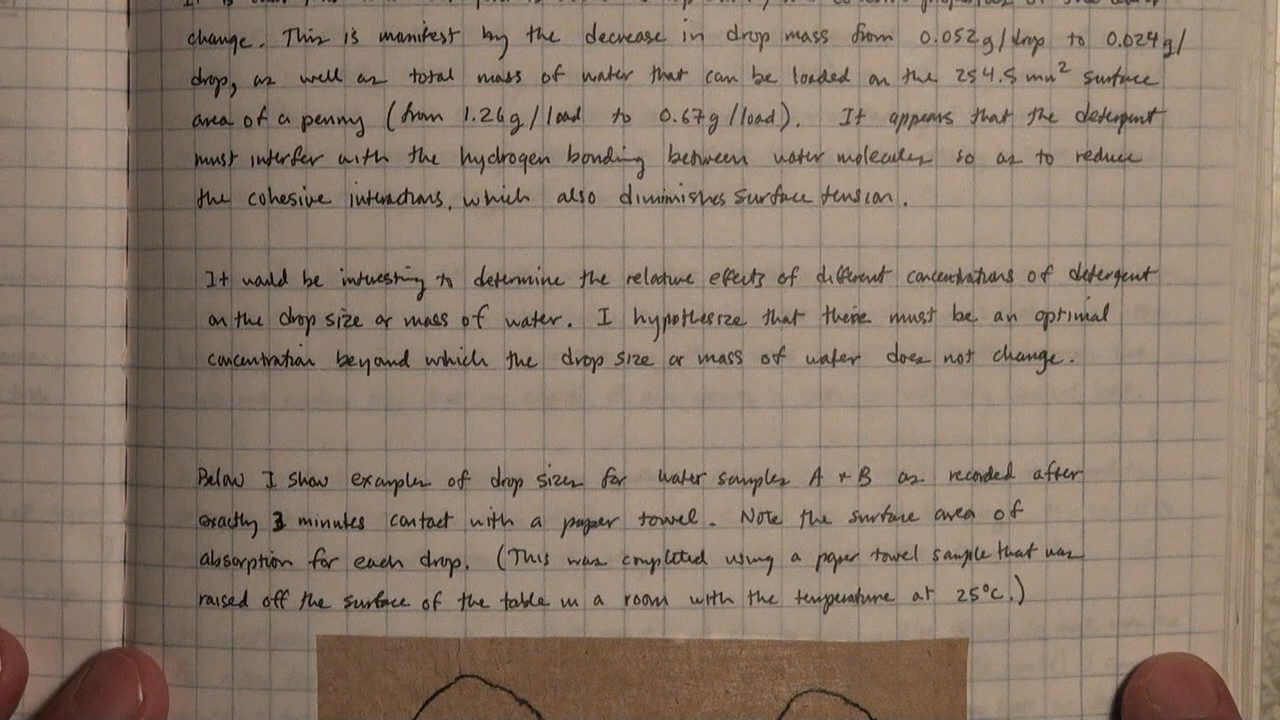 change. This is manifest by the decrease in drop mass from 0.052g/drop to 0.024g/
drop, as well as total mass of water that can be loaded on the 254.5 mm² surface
area of a penny (from 1.26g/load to 0.67g/load). It appears that the detergent
must interfer with the hydrogen bonding between water molecules so as to reduce
the cohesive interactions, which also diminishes surface tension.
It would be interesting to determine the relative effects of different concentrations of detergent
on the drop size or mass of water. I hypothesize that there must be an optimal
concentration beyond which the drop size or mass of water does not change.
Below I show examples of drop sizes for water samples A + B as recorded after
exactly 3 minutes contact with a paper towel. Note the surface area of
absorption for each drop. (This was completed using a paper towel sample that was
raised off the surface of the table in a room with the temperature at 25°C.)